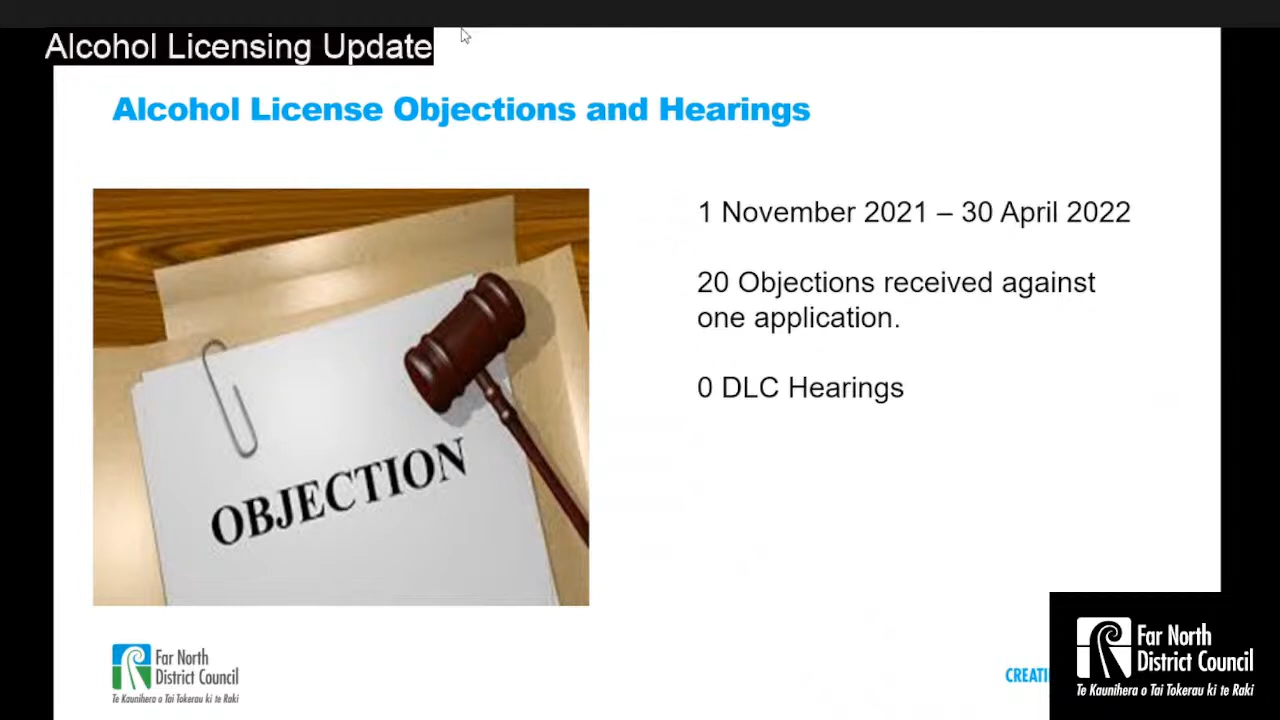 Alcohol Licensing Update
Alcohol License Objections and Hearings
1 November 2021 – 30 April 2022
20 Objections received against
one application.
0 DLC Hearings
OBJECTION
Far North
District Council
Te Kaunihera o Tai Tokerau ki te Raki
CREATI
Far North
District Council
Te Kaunihera o Tai Tokerau ki te Raki